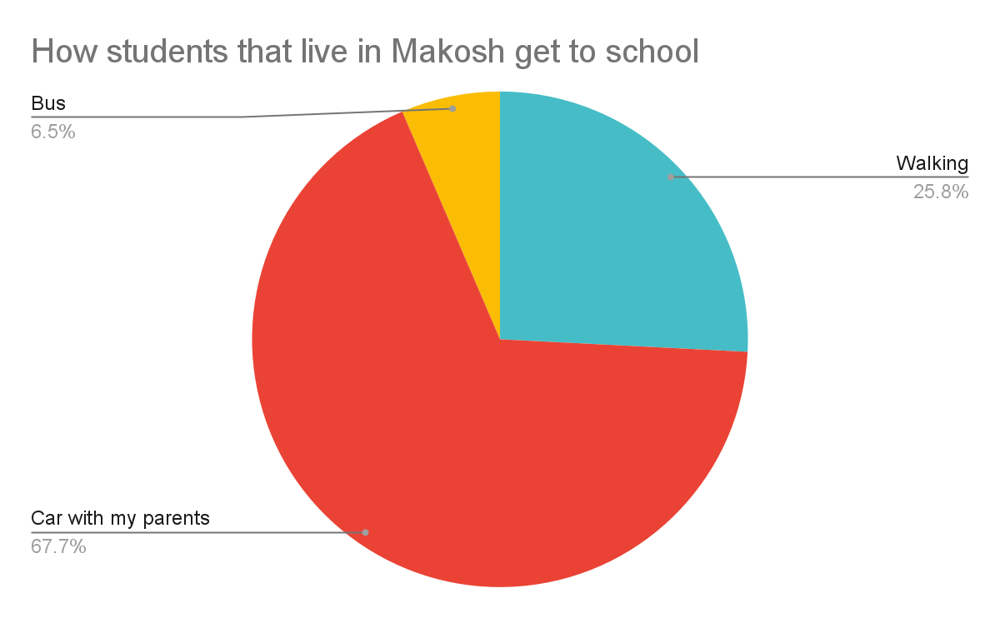 How students that live in Makosh get to school
Bus
6.5%
Walking
25.8%
Car with my parents
67.7%